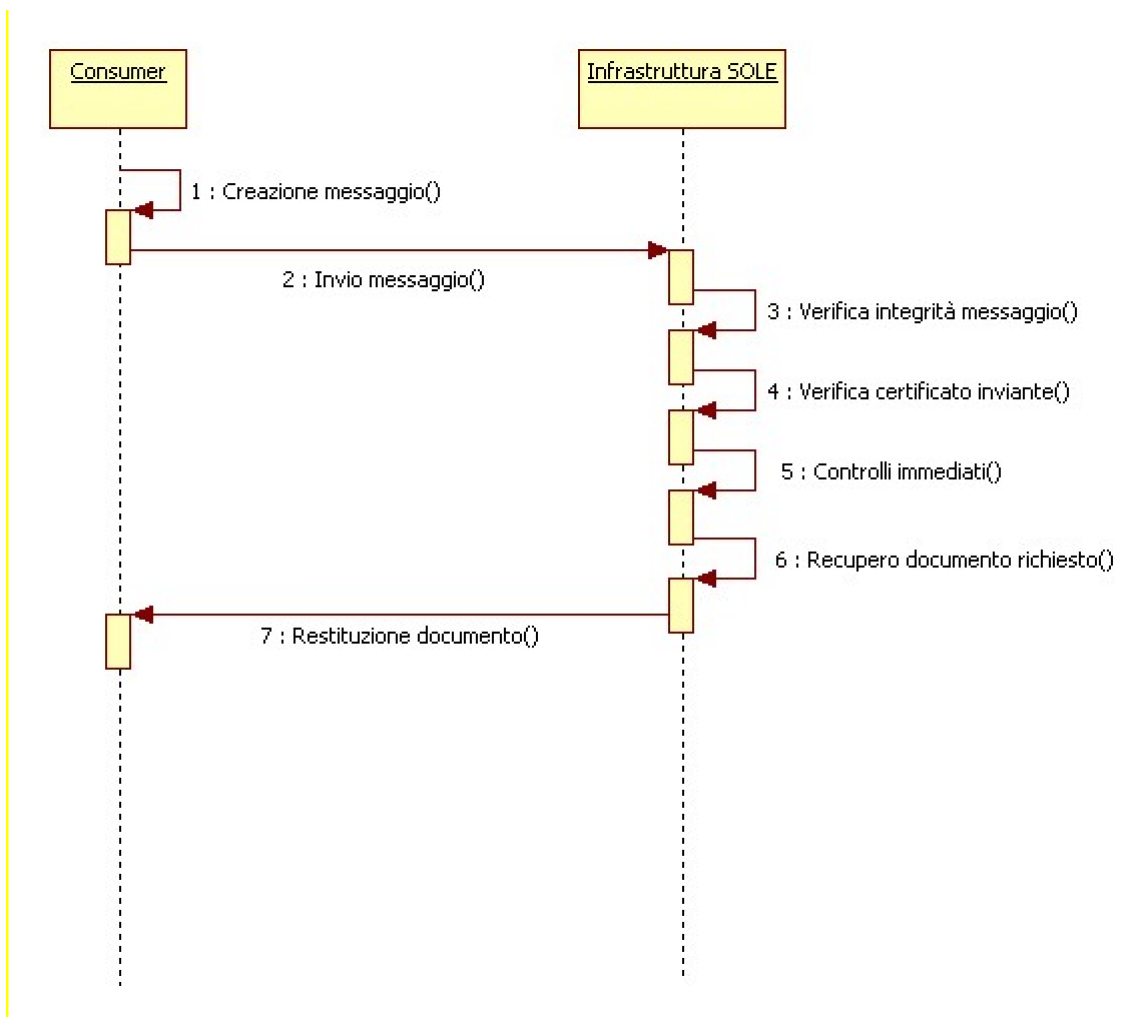 Consumer
Infrastruttura SOLE
1 : Creazione messaggio()
2 : Invio messaggio()
3 : Verifica integrità messaggio()
4 : Verifica certificato inviante()
5 : Controlli immediati()
6 : Recupero documento richiesto()
7 : Restituzione documento()